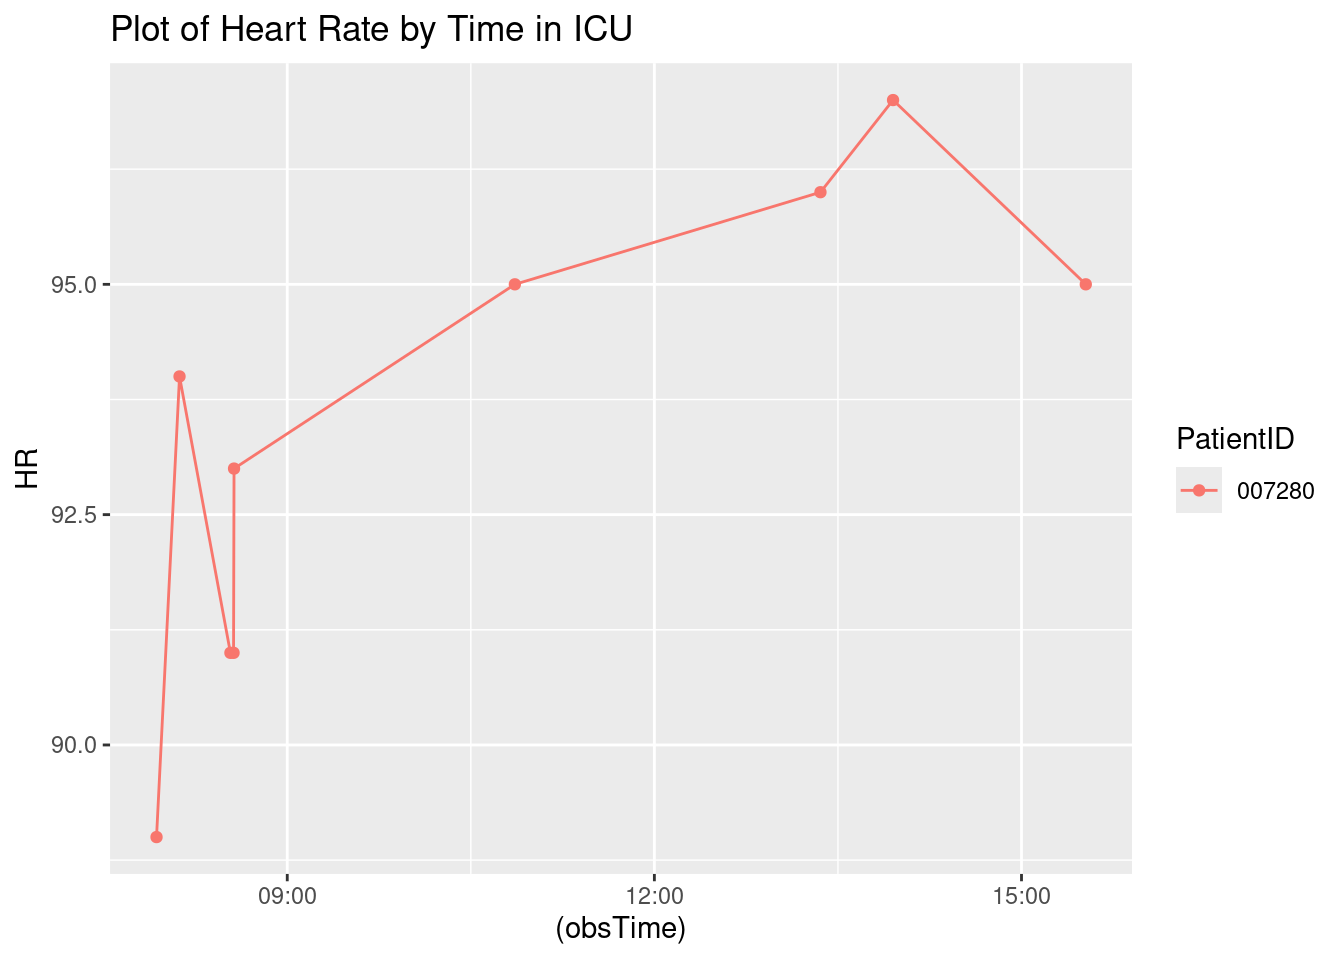 Plot of Heart Rate by Time in ICU
HR
95.0
92.5
90.0
09:00 12:00 15:00
(obsTime)
PatientID
007280